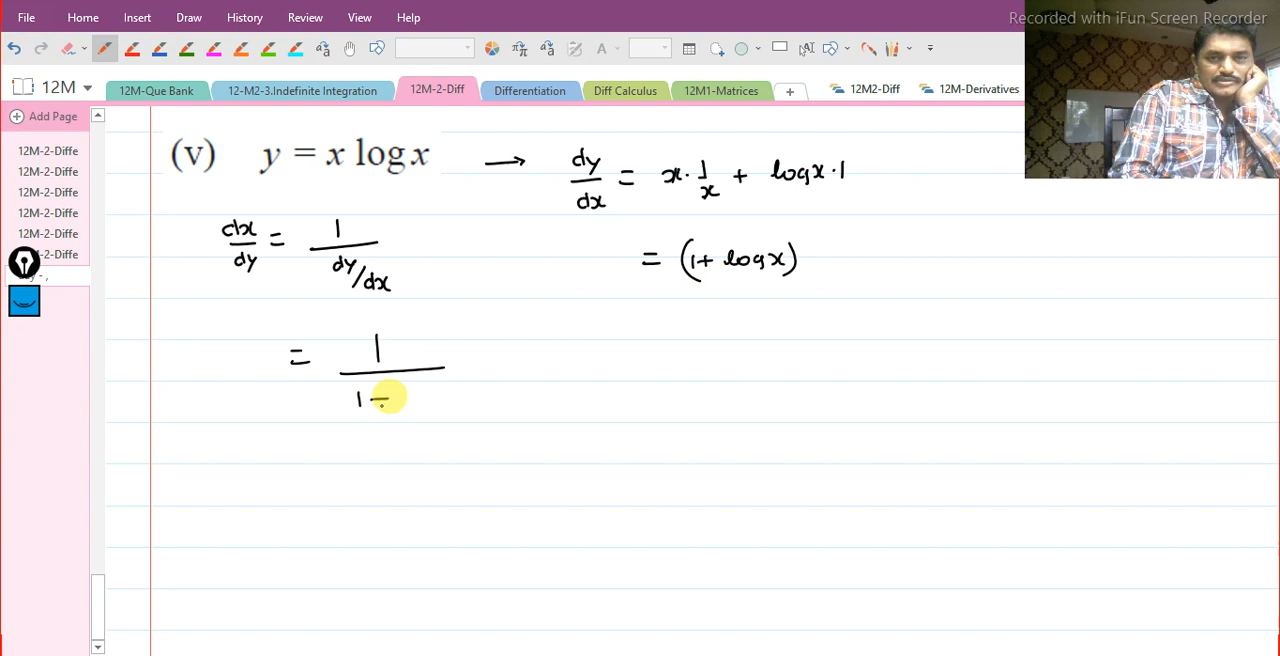 File Home Insert Draw History Review View Help
Recorded with iFun Screen Recorder
12M 12M-Que Bank 12-M2-3.Indefinite Integration 12M-2-Diff Differentiation Diff Calculus 12M1-Matrices + 12M2-Diff 12M-Derivatives
Add Page
12M-2-Diffe
12M-2-Diffe
12M-2-Diffe
12M-2-Diffe
12M-2-Diffe
-2-Diffe
(v) y = x log x → dy/dx = x · 1/x + log x · 1
dx/dy = 1/(dy/dx)
= (1 + log x)
= 1/1 -